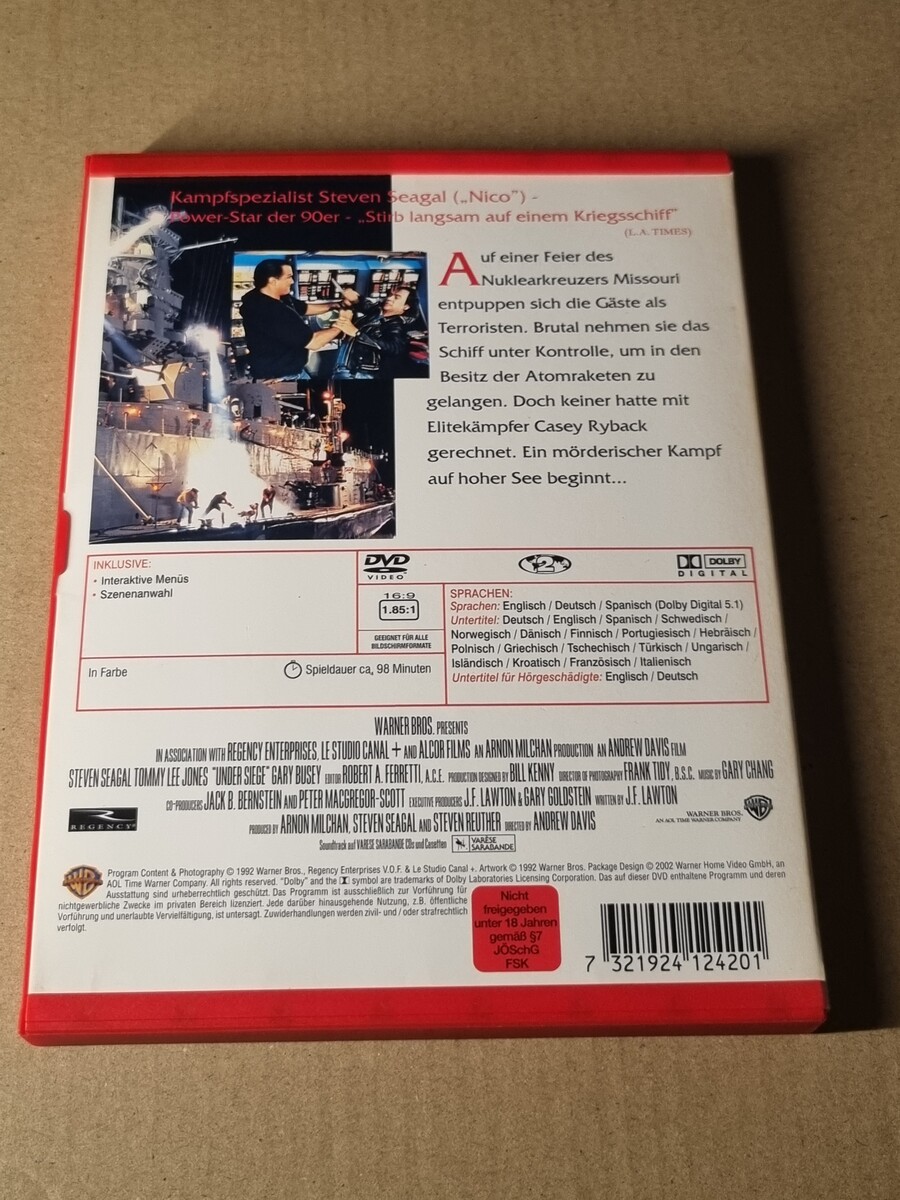 Kampfspezialist Steven Seagal („Nico”) -
Power-Star der 90er - „Stirb langsam auf einem Kriegsschiff”
(L.A. TIMES)
Auf einer Feier des
Nuklearkreuzers Missouri
entpuppen sich die Gäste als
Terroristen. Brutal nehmen sie das
Schiff unter Kontrolle, um in den
Besitz der Atomraketen zu
gelangen. Doch keiner hatte mit
Elitekämpfer Casey Ryback
gerechnet. Ein mörderischer Kampf
auf hoher See beginnt...
INKLUSIVE:
• Interaktive Menüs
• Szenenanwahl
In Farbe
Spieldauer ca, 98 Minuten
DVD
VIDEO
2
DOLBY
DIGITAL
16:9
1.85:1
GEEIGNET FÜR ALLE
BILDSCHIRMFORMATE
SPRACHEN:
Sprachen: Englisch / Deutsch / Spanisch (Dolby Digital 5.1)
Untertitel: Deutsch / Englisch / Spanisch / Schwedisch /
Norwegisch / Dänisch / Finnisch / Portugiesisch / Hebräisch /
Polnisch / Griechisch / Tschechisch / Türkisch / Ungarisch /
Isländisch / Kroatisch / Französisch / Italienisch
Untertitel für Hörgeschädigte: Englisch / Deutsch
WARNER BROS. PRESENTS
IN ASSOCIATION WITH REGENCY ENTERPRISES, LE STUDIO CANAL + AND ALCOR FILMS AN ARNON MILCHAN PRODUCTION AN ANDREW DAVIS FILM
STEVEN SEAGAL TOMMY LEE JONES "UNDER SIEGE" GARY BUSEY EDITOR ROBERT A. FERRETTI, A.C.E. PRODUCTION DESIGNED BY BILL KENNY DIRECTOR OF PHOTOGRAPHY FRANK TIDY, B.S.C. MUSIC BY GARY CHANG
CO-PRODUCERS JACK B. BERNSTEIN AND PETER MACGREGOR-SCOTT EXECUTIVE PRODUCERS J.F. LAWTON & GARY GOLDSTEIN WRITTEN BY J.F. LAWTON
PRODUCED BY ARNON MILCHAN, STEVEN SEAGAL AND STEVEN REUTHER DIRECTED BY ANDREW DAVIS
Soundtrack auf VARESE SARABANDE CDs und Casetten
VARÈSE
SARABANDE
REGENCY
WARNER BROS.
AN AOL TIME WARNER COMPANY
Program Content & Photography © 1992 Warner Bros., Regency Enterprises V.O.F. & Le Studio Canal +. Artwork © 1992 Warner Bros. Package Design © 2002 Warner Home Video GmbH, an
AOL Time Warner Company. All rights reserved. "Dolby" and the symbol are trademarks of Dolby Laboratories Licensing Corporation. Das auf dieser DVD enthaltene Programm und deren
Ausstattung sind urheberrechtlich geschützt. Das Programm ist ausschließlich zur Vorführung für
nichtgewerbliche Zwecke im privaten Bereich lizenziert. Jede darüber hinausgehende Nutzung, z.B. öffentliche
Vorführung und unerlaubte Vervielfältigung, ist untersagt. Zuwiderhandlungen werden zivil- und / oder strafrechtlich
verfolgt.
Nicht
freigegeben
unter 18 Jahren
gemäß §7
JÖSchG
FSK
7 321924 124201